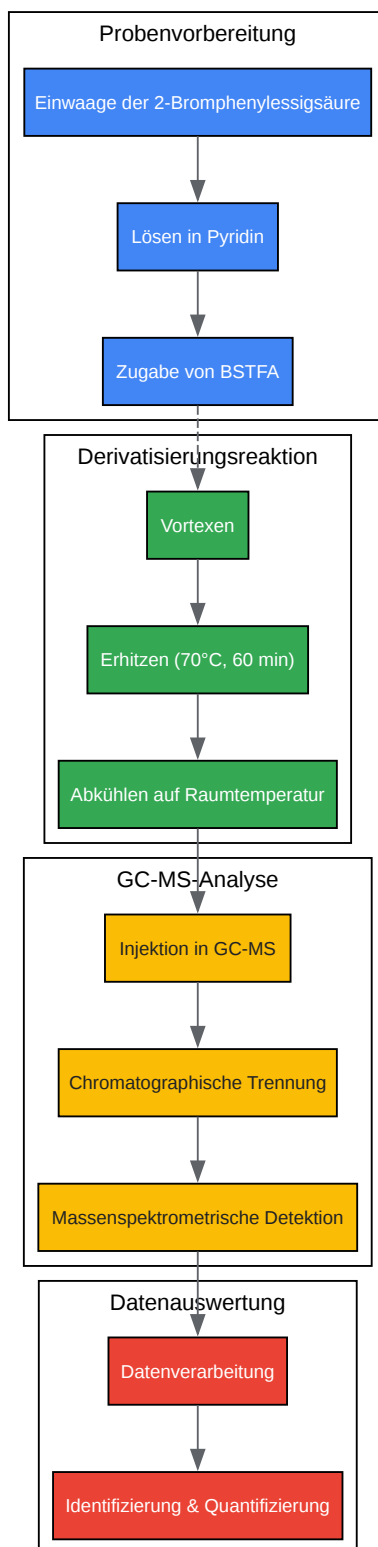 Probenvorbereitung
Einwaage der 2-Bromphenylessigsäure
Lösen in Pyridin
Zugabe von BSTFA
Derivatisierungsreaktion
Vortexen
Erhitzen (70°C, 60 min)
Abkühlen auf Raumtemperatur
GC-MS-Analyse
Injektion in GC-MS
Chromatographische Trennung
Massenspektrometrische Detektion
Datenauswertung
Datenverarbeitung
Identifizierung & Quantifizierung